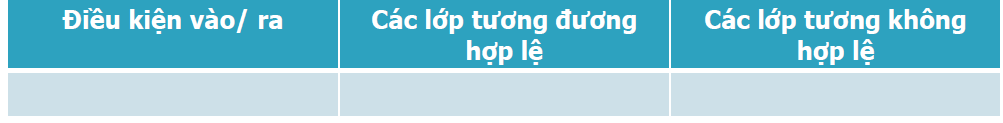 Điều kiện vào/ ra
Các lớp tương đương
hợp lệ
Các lớp tương không
hợp lệ